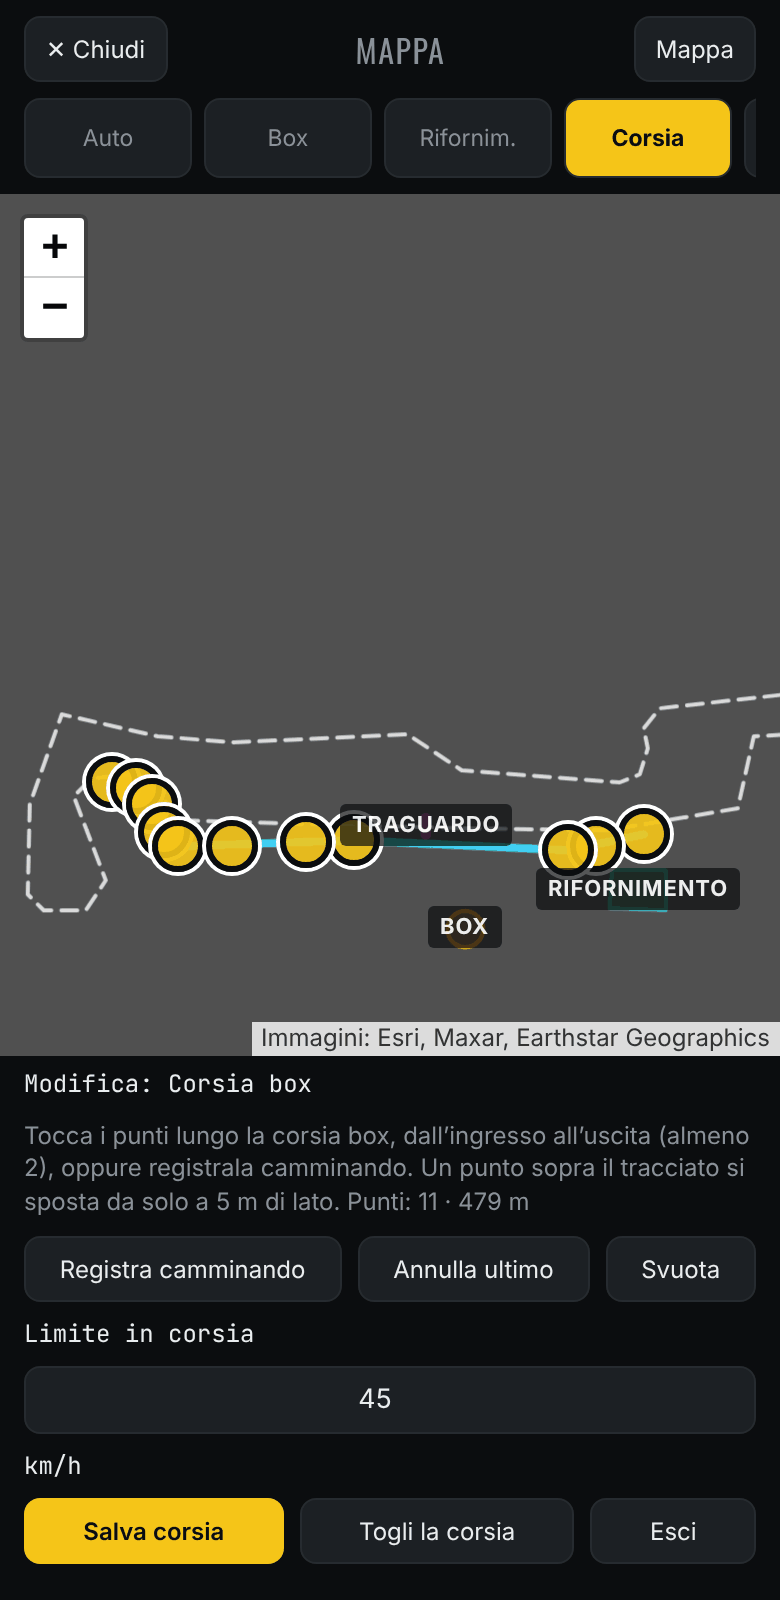 ✕ Chiudi
MAPPA
Mappa
Auto
Box
Rifornim.
Corsia
+
−
TRAGUARDO
RIFORNIMENTO
BOX
Immagini: Esri, Maxar, Earthstar Geographics
Modifica: Corsia box
Tocca i punti lungo la corsia box, dall’ingresso all’uscita (almeno
2), oppure registrala camminando. Un punto sopra il tracciato si
sposta da solo a 5 m di lato. Punti: 11 · 479 m
Registra camminando
Annulla ultimo
Svuota
Limite in corsia
45
km/h
Salva corsia
Togli la corsia
Esci